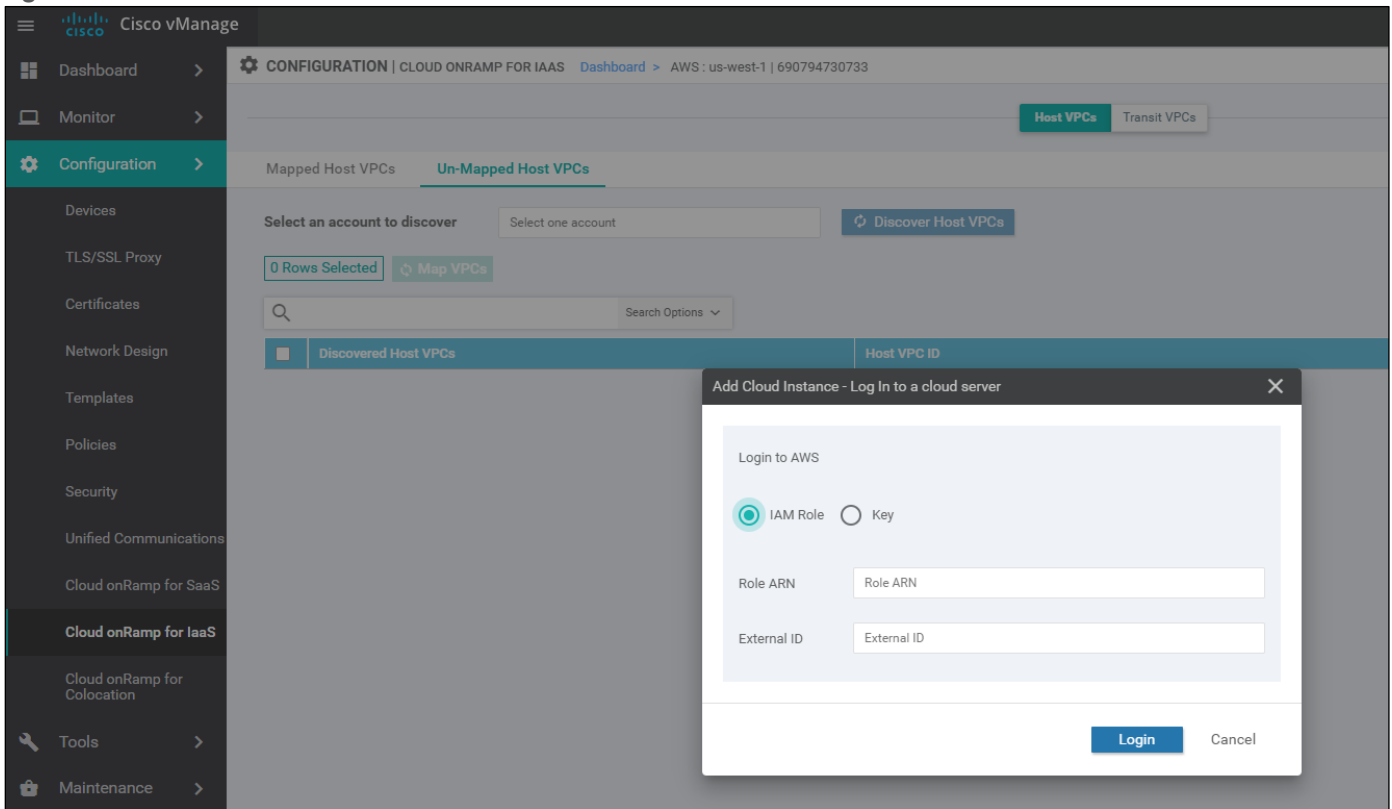 Cisco vManage
cisco
Dashboard
Monitor
Configuration
Devices
TLS/SSL Proxy
Certificates
Network Design
Templates
Policies
Security
Unified Communications
Cloud onRamp for SaaS
Cloud onRamp for IaaS
Cloud onRamp for
Colocation
Tools
Maintenance
CONFIGURATION | CLOUD ONRAMP FOR IAAS Dashboard > AWS : us-west-1 | 690794730733
Host VPCs Transit VPCs
Mapped Host VPCs Un-Mapped Host VPCs
Select an account to discover Select one account Discover Host VPCs
0 Rows Selected Map VPCs
Search Options
Discovered Host VPCs Host VPC ID
Add Cloud Instance - Log In to a cloud server
Login to AWS
IAM Role Key
Role ARN Role ARN
External ID External ID
Login Cancel